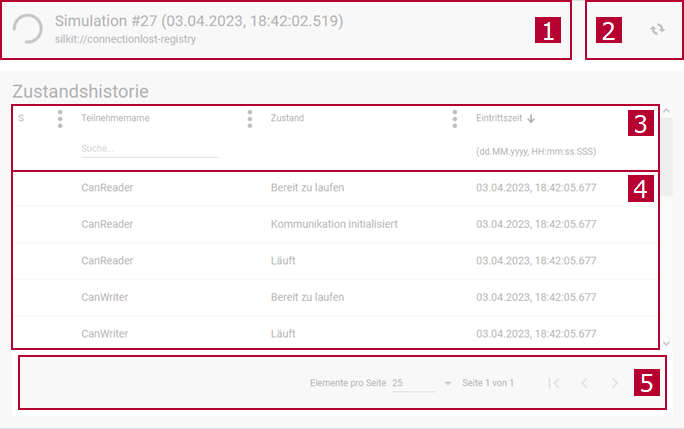 Simulation #27 (03.04.2023, 18:42:02.519)
silkit://connectionlost-registry
1
2
Zustandshistorie
S Teilnehmername Zustand Eintrittszeit
3
Suche... (dd.MM.yyyy, HH:mm:ss.SSS)
4
CanReader Bereit zu laufen 03.04.2023, 18:42:05.677
CanReader Kommunikation initialisiert 03.04.2023, 18:42:05.677
CanReader Läuft 03.04.2023, 18:42:05.677
CanWriter Bereit zu laufen 03.04.2023, 18:42:05.677
CanWriter Läuft 03.04.2023, 18:42:05.677
Elemente pro Seite 25 Seite 1 von 1
5